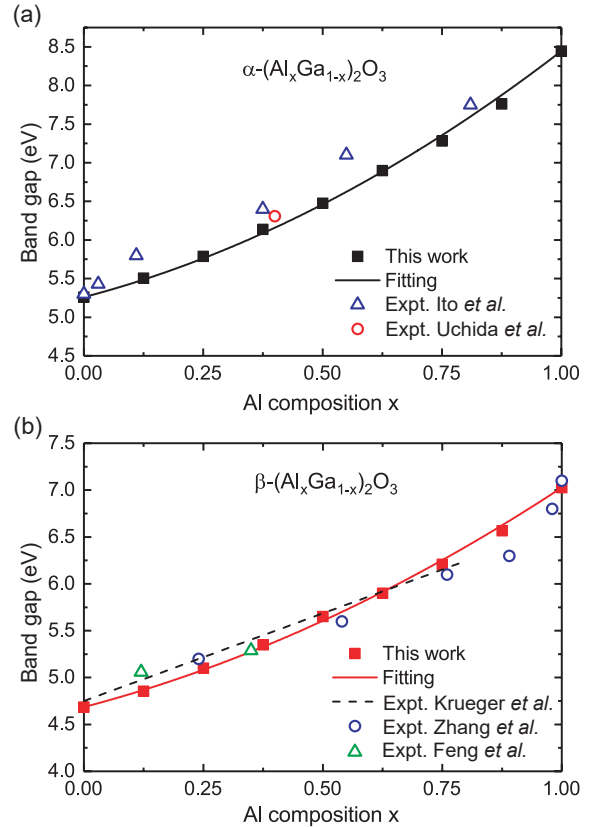 (a)
8.5
8.0
7.5
7.0
6.5
6.0
5.5
5.0
4.5
Band gap (eV)
α-(AlxGa1-x)2O3
This work
Fitting
Expt. Ito et al.
Expt. Uchida et al.
0.00 0.25 0.50 0.75 1.00
Al composition x
(b)
7.5
7.0
6.5
6.0
5.5
5.0
4.5
4.0
Band gap (eV)
β-(AlxGa1-x)2O3
This work
Fitting
Expt. Krueger et al.
Expt. Zhang et al.
Expt. Feng et al.
0.00 0.25 0.50 0.75 1.00
Al composition x